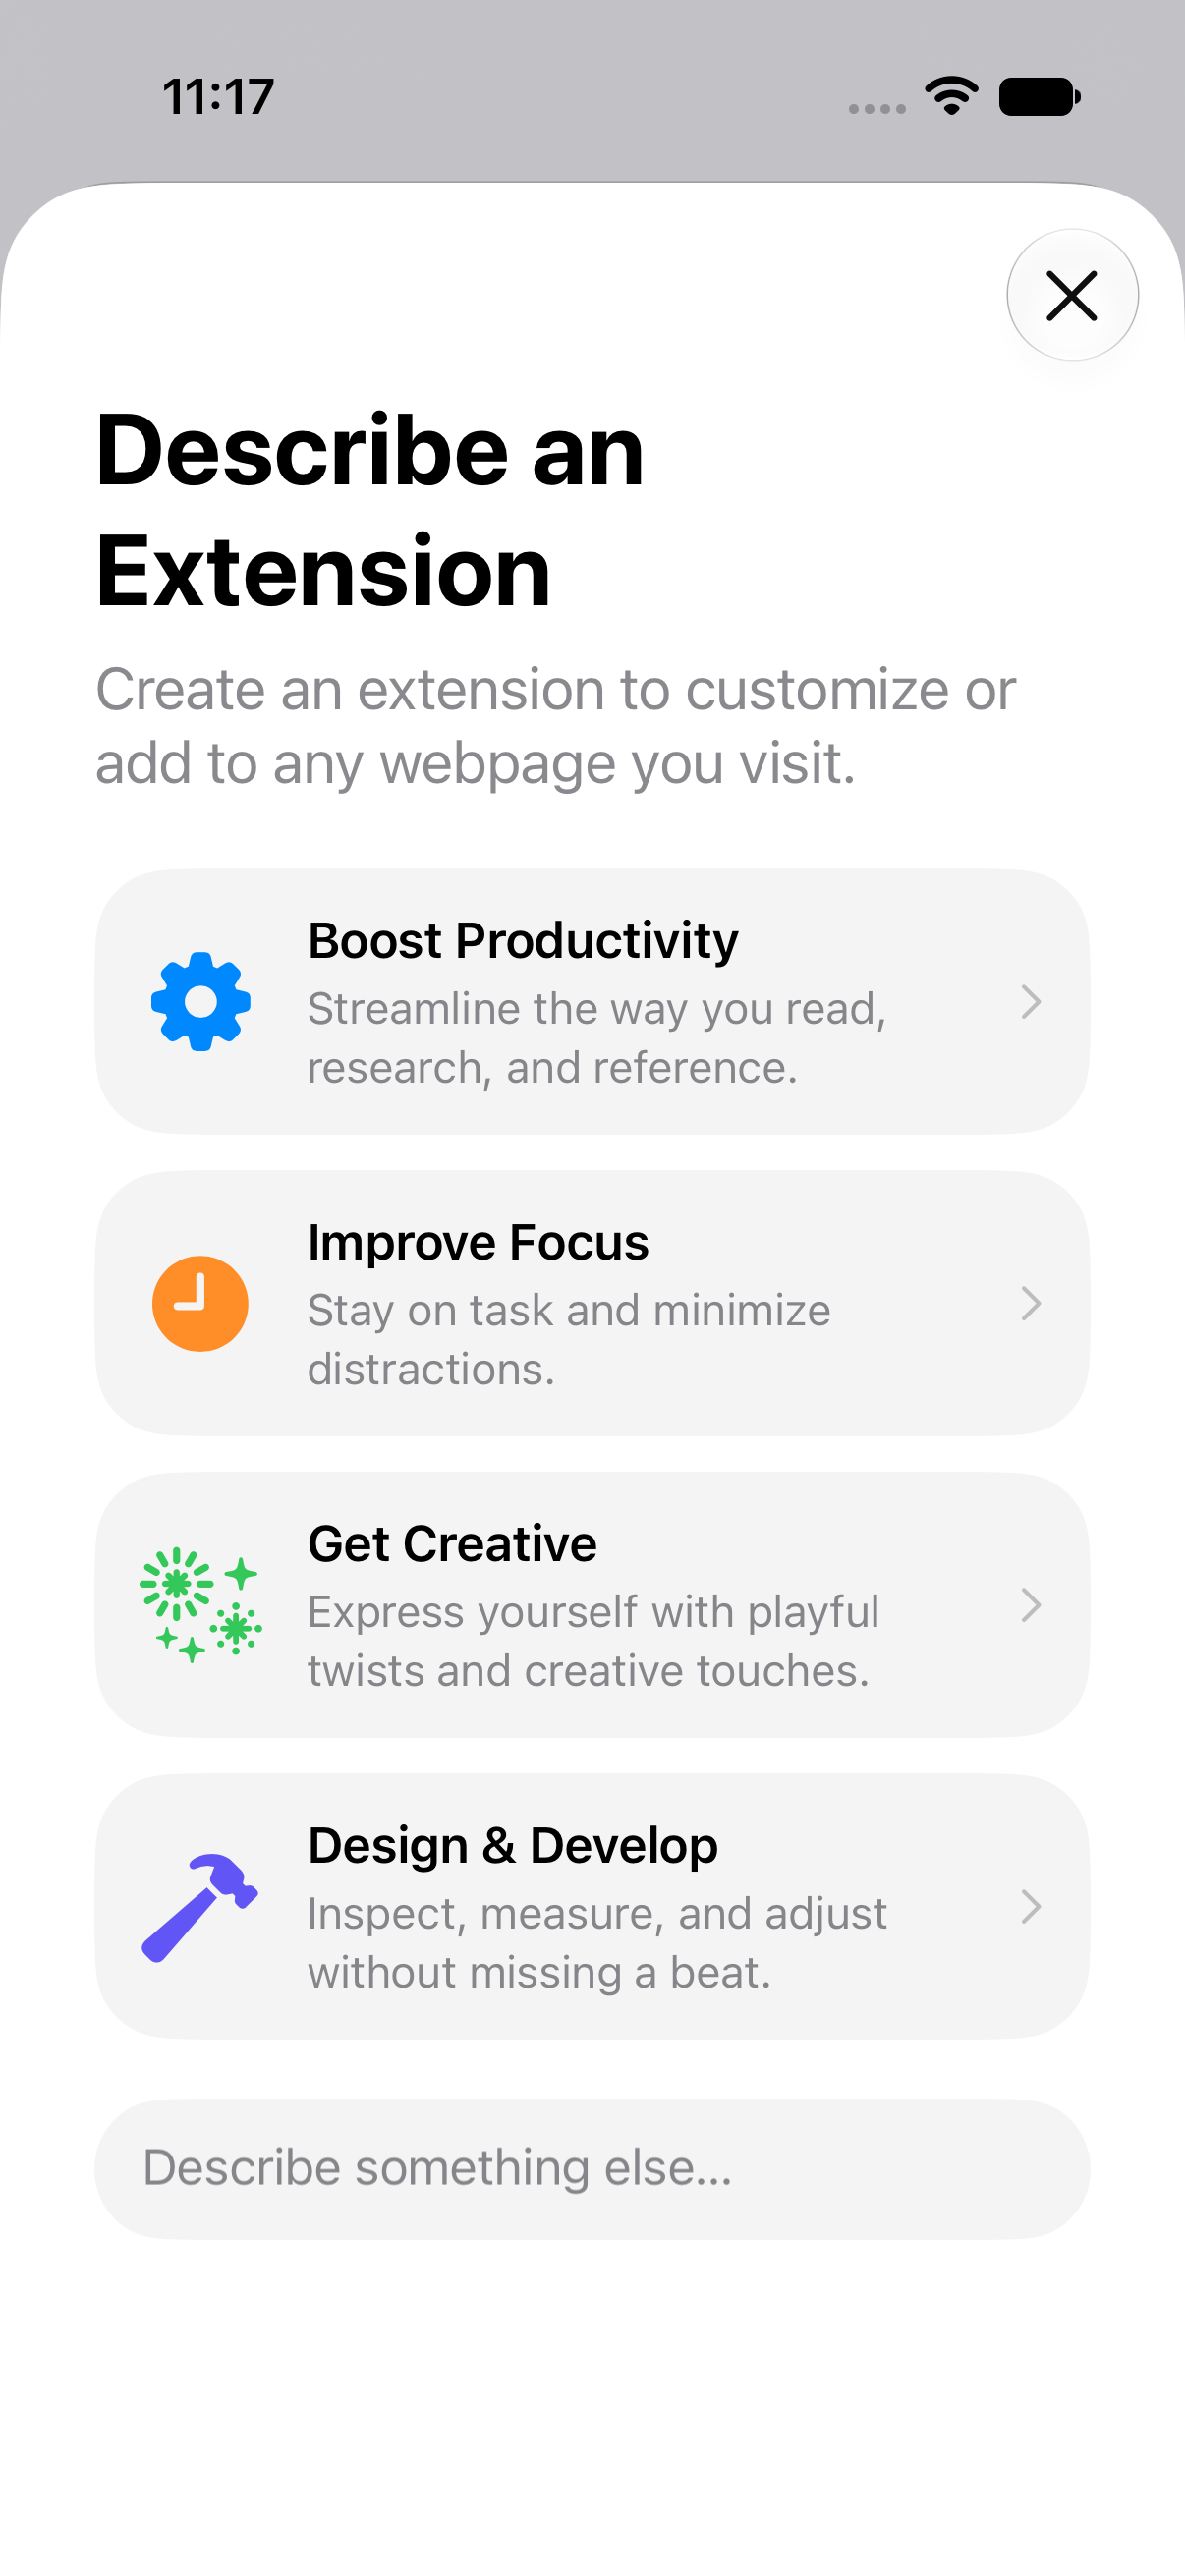 11:17
Describe an
Extension
Create an extension to customize or
add to any webpage you visit.
Boost Productivity
Streamline the way you read,
research, and reference.
Improve Focus
Stay on task and minimize
distractions.
Get Creative
Express yourself with playful
twists and creative touches.
Design & Develop
Inspect, measure, and adjust
without missing a beat.
Describe something else...